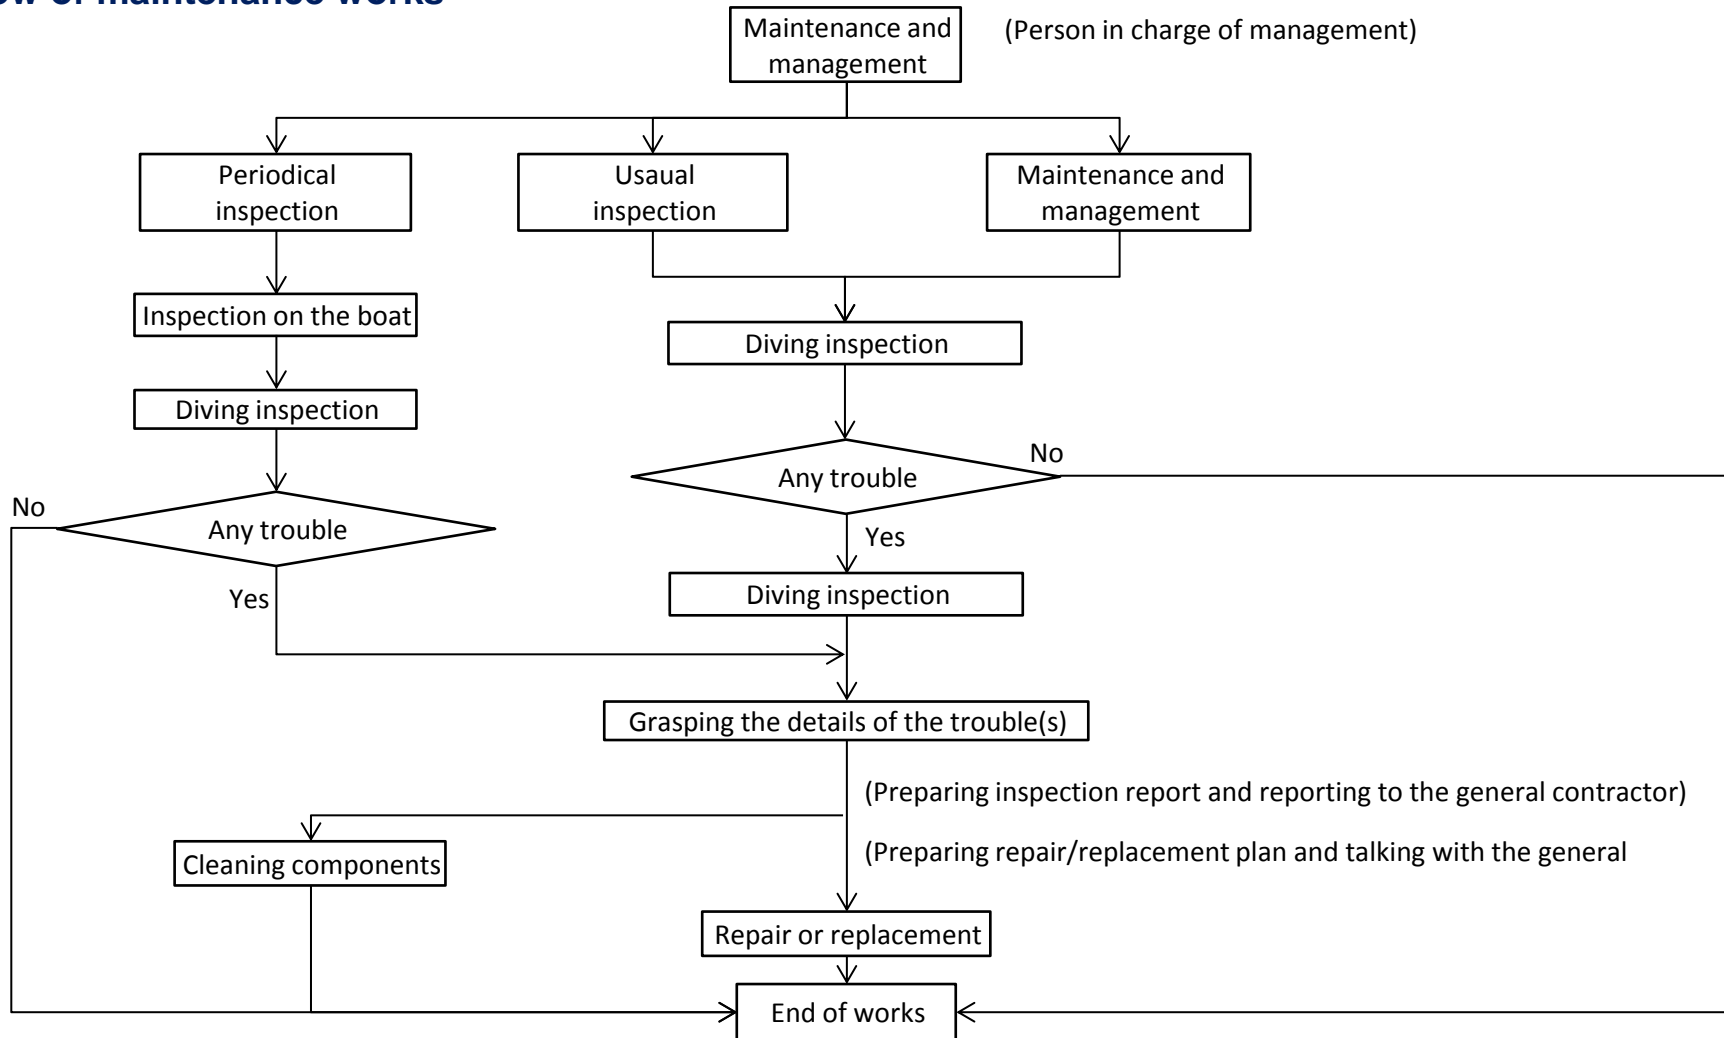 of maintenance works
Maintenance and
management
(Person in charge of management)
Periodical
inspection
Usaual
inspection
Maintenance and
management
Inspection on the boat
Diving inspection
Diving inspection
Any trouble
No
Any trouble
No
Yes
Yes
Diving inspection
Grasping the details of the trouble(s)
(Preparing inspection report and reporting to the general contractor)
(Preparing repair/replacement plan and talking with the general
Cleaning components
Repair or replacement
End of works